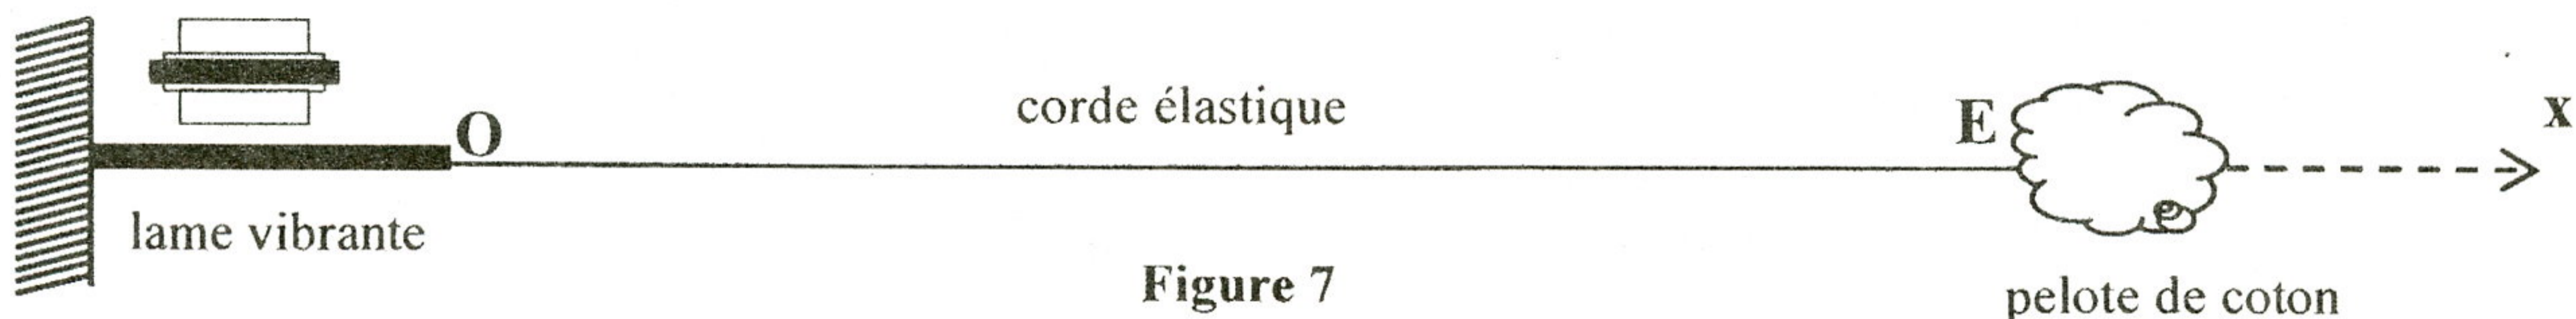 O
corde élastique
E
x
lame vibrante
Figure 7
pelote de coton